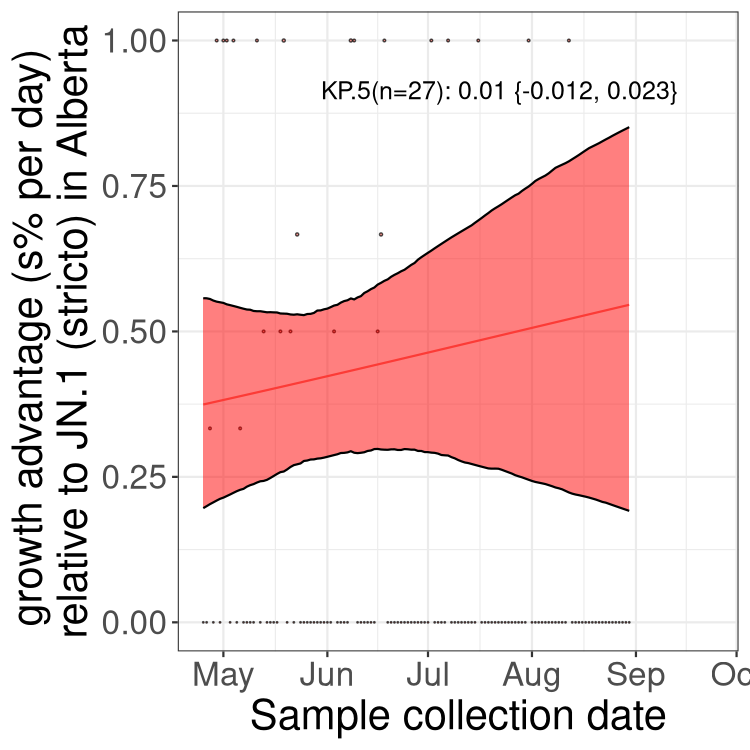 growth advantage (s% per day)
relative to JN.1 (stricto) in Alberta
1.00
0.75
0.50
0.25
0.00
KP.5(n=27): 0.01 {-0.012, 0.023}
May Jun Jul Aug Sep Oc
Sample collection date